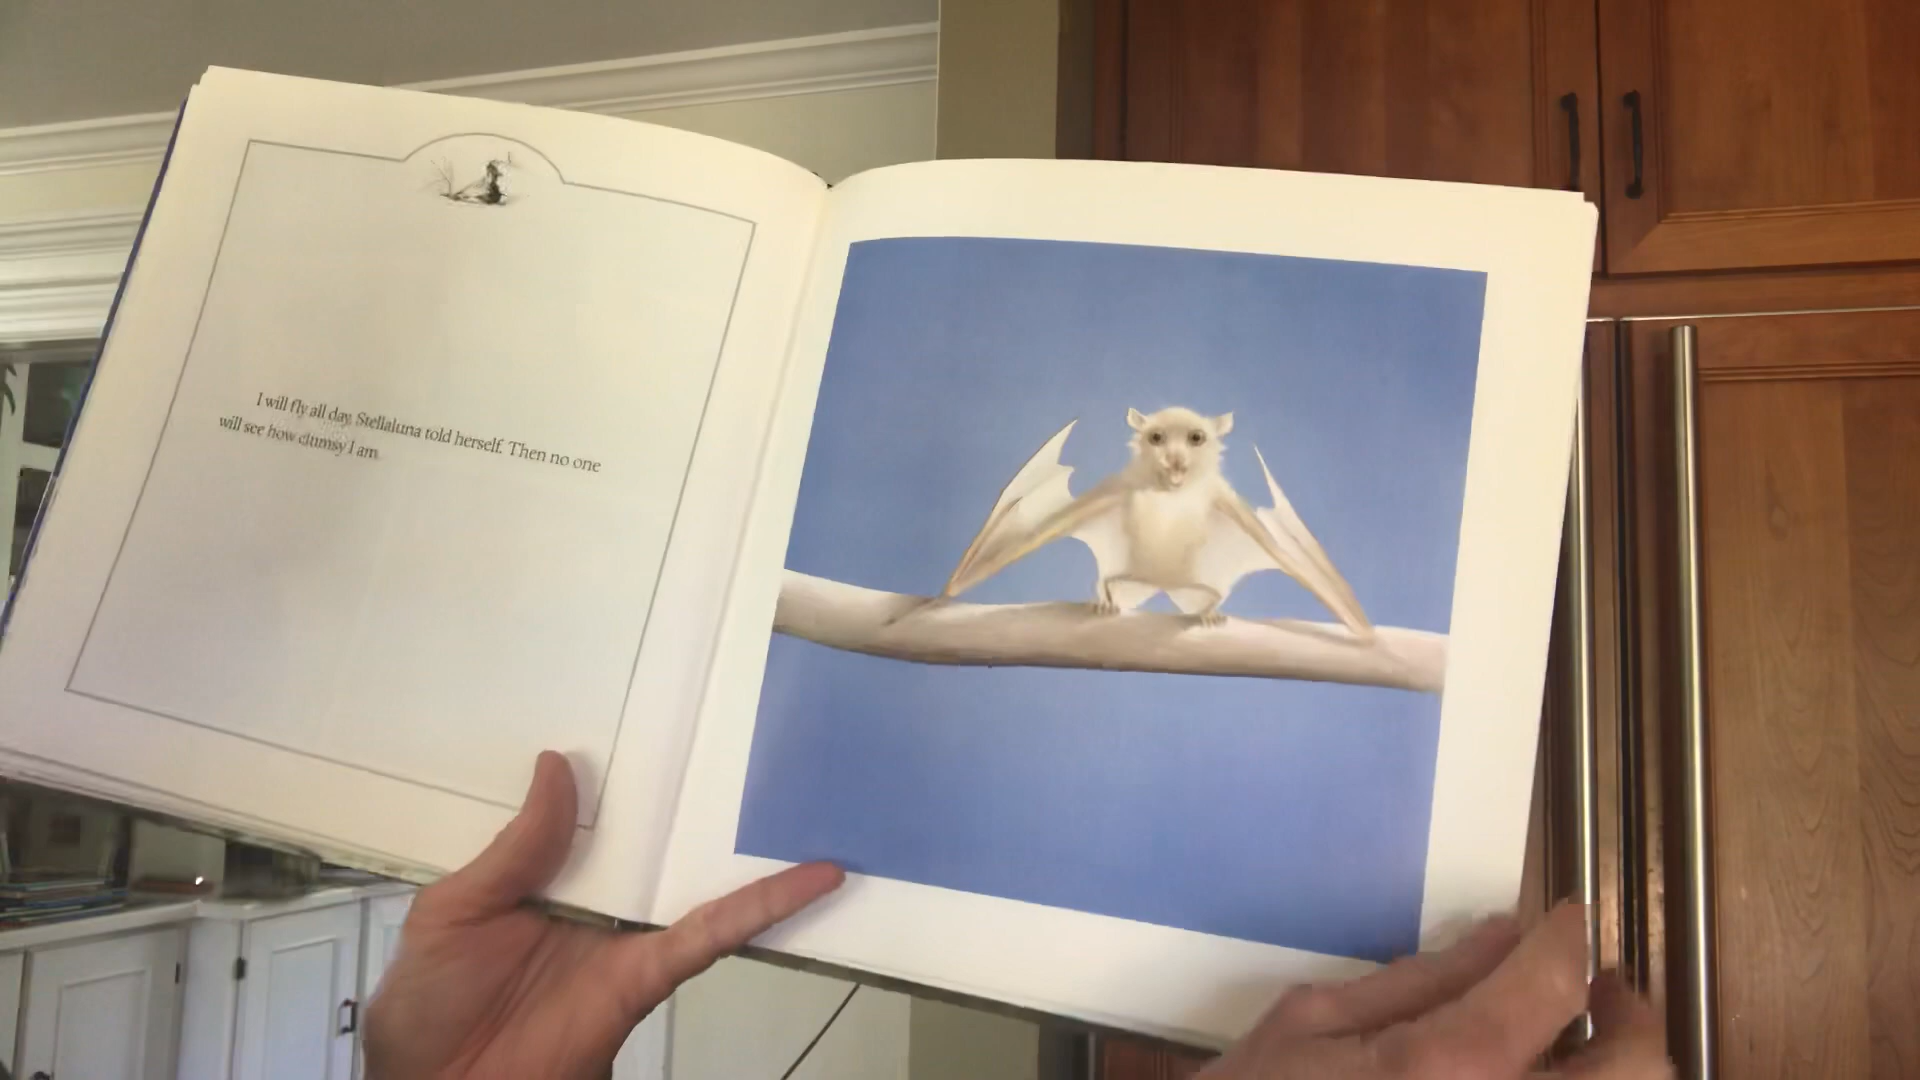 I will fly all day, Stellaluna told herself. Then no one
will see how clumsy I am.